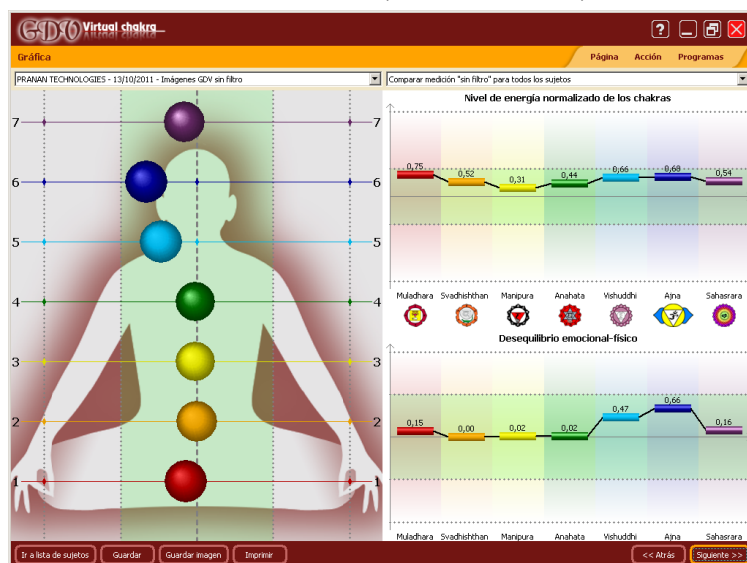 GDV Virtual chakra
?
Gráfica
Página Acción Programas
PRANAN TECHNOLOGIES - 13/10/2011 - Imágenes GDV sin filtro
Comparar medición "sin filtro" para todos los sujetos
7 7
6 6
5 5
4 4
3 3
2 2
1 1
Nivel de energía normalizado de los chakras
0,75 0,52 0,31 0,44 0,66 0,68 0,54
Muladhara Svadhishthan Manipura Anahata Vishuddhi Ajna Sahasrara
Desequilibrio emocional-físico
0,15 0,00 0,02 0,02 0,47 0,66 0,16
Muladhara Svadhishthan Manipura Anahata Vishuddhi Ajna Sahasrara
Ir a lista de sujetos Guardar Guardar imagen Imprimir << Atrás Siguiente >>